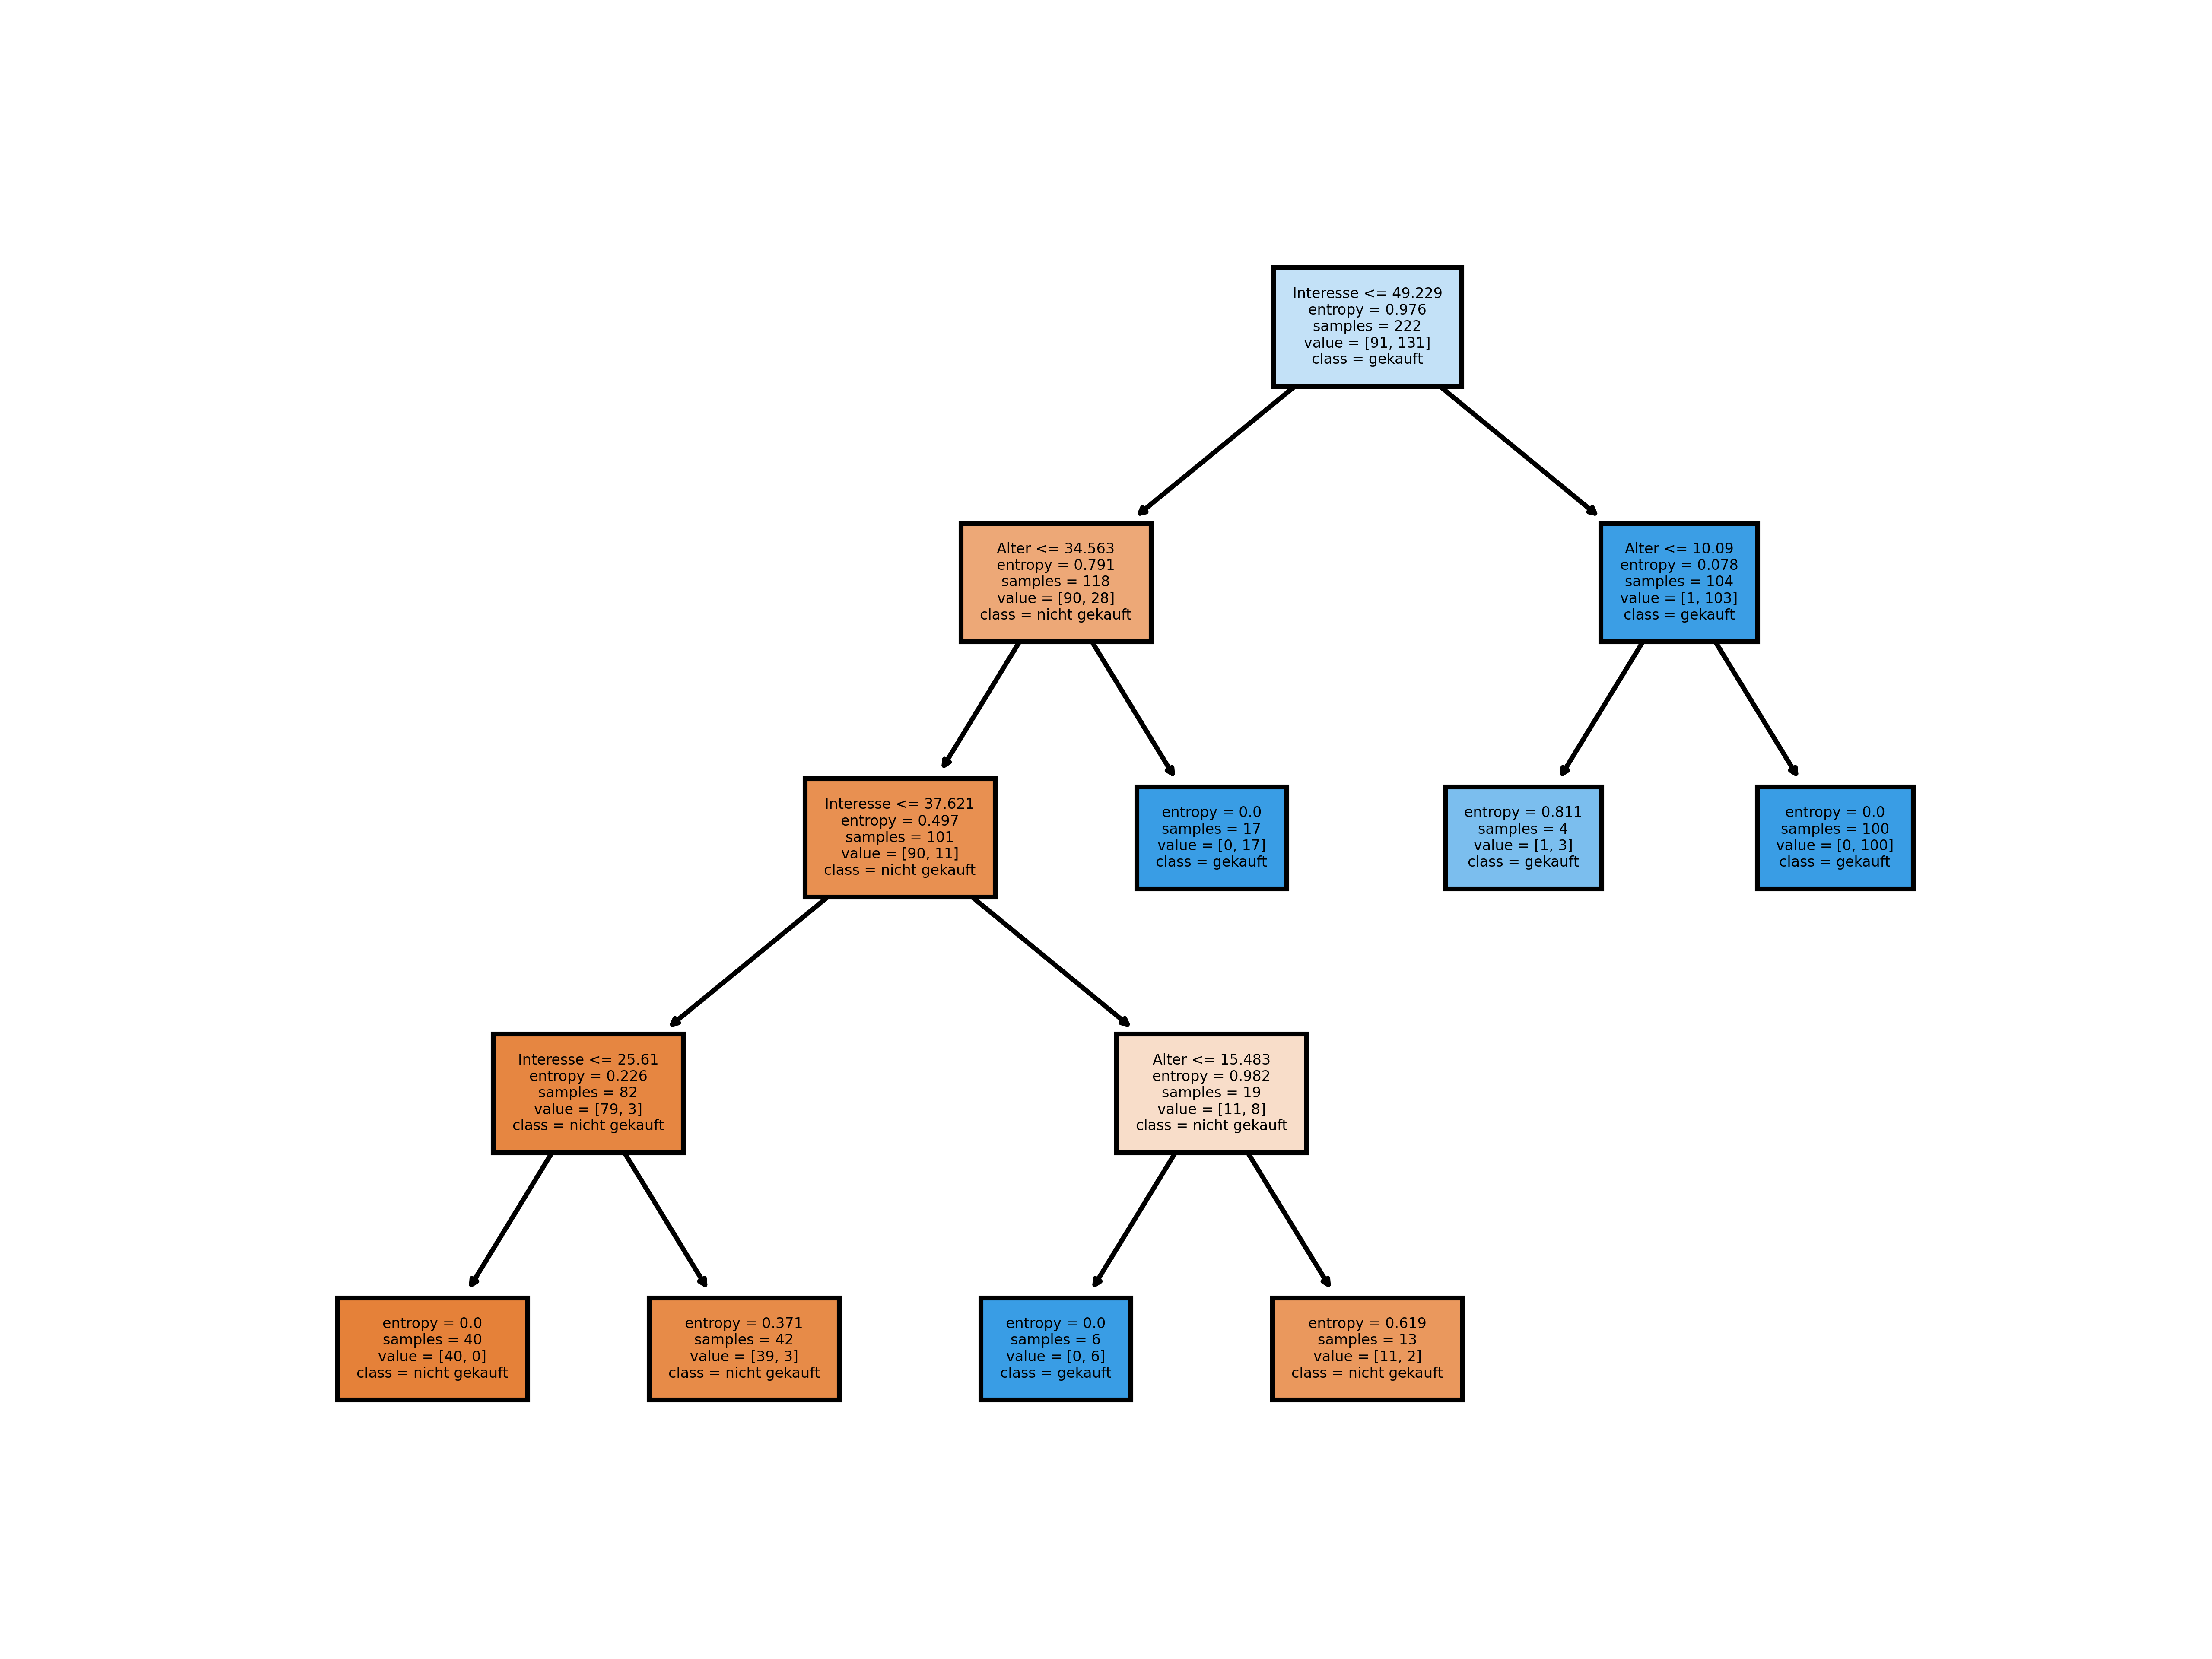 Interesse <= 49.229
entropy = 0.976
samples = 222
value = [91, 131]
class = gekauft
Alter <= 34.563
entropy = 0.791
samples = 118
value = [90, 28]
class = nicht gekauft
Alter <= 10.09
entropy = 0.078
samples = 104
value = [1, 103]
class = gekauft
Interesse <= 37.621
entropy = 0.497
samples = 101
value = [90, 11]
class = nicht gekauft
entropy = 0.0
samples = 17
value = [0, 17]
class = gekauft
entropy = 0.811
samples = 4
value = [1, 3]
class = gekauft
entropy = 0.0
samples = 100
value = [0, 100]
class = gekauft
Interesse <= 25.61
entropy = 0.226
samples = 82
value = [79, 3]
class = nicht gekauft
Alter <= 15.483
entropy = 0.982
samples = 19
value = [11, 8]
class = nicht gekauft
entropy = 0.0
samples = 40
value = [40, 0]
class = nicht gekauft
entropy = 0.371
samples = 42
value = [39, 3]
class = nicht gekauft
entropy = 0.0
samples = 6
value = [0, 6]
class = gekauft
entropy = 0.619
samples = 13
value = [11, 2]
class = nicht gekauft